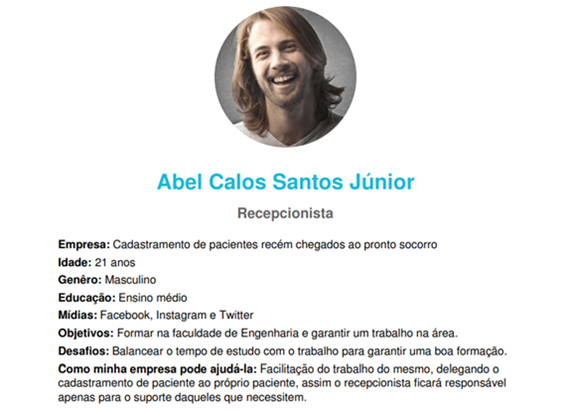 Abel Calos Santos Júnior
Recepcionista
Empresa: Cadastramento de pacientes recém chegados ao pronto socorro
Idade: 21 anos
Genêro: Masculino
Educação: Ensino médio
Mídias: Facebook, Instagram e Twitter
Objetivos: Formar na faculdade de Engenharia e garantir um trabalho na área.
Desafios: Balancear o tempo de estudo com o trabalho para garantir uma boa formação.
Como minha empresa pode ajudá-la: Facilitação do trabalho do mesmo, delegando o
cadastramento de paciente ao próprio paciente, assim o recepcionista ficará responsável
apenas para o suporte daqueles que necessitem.